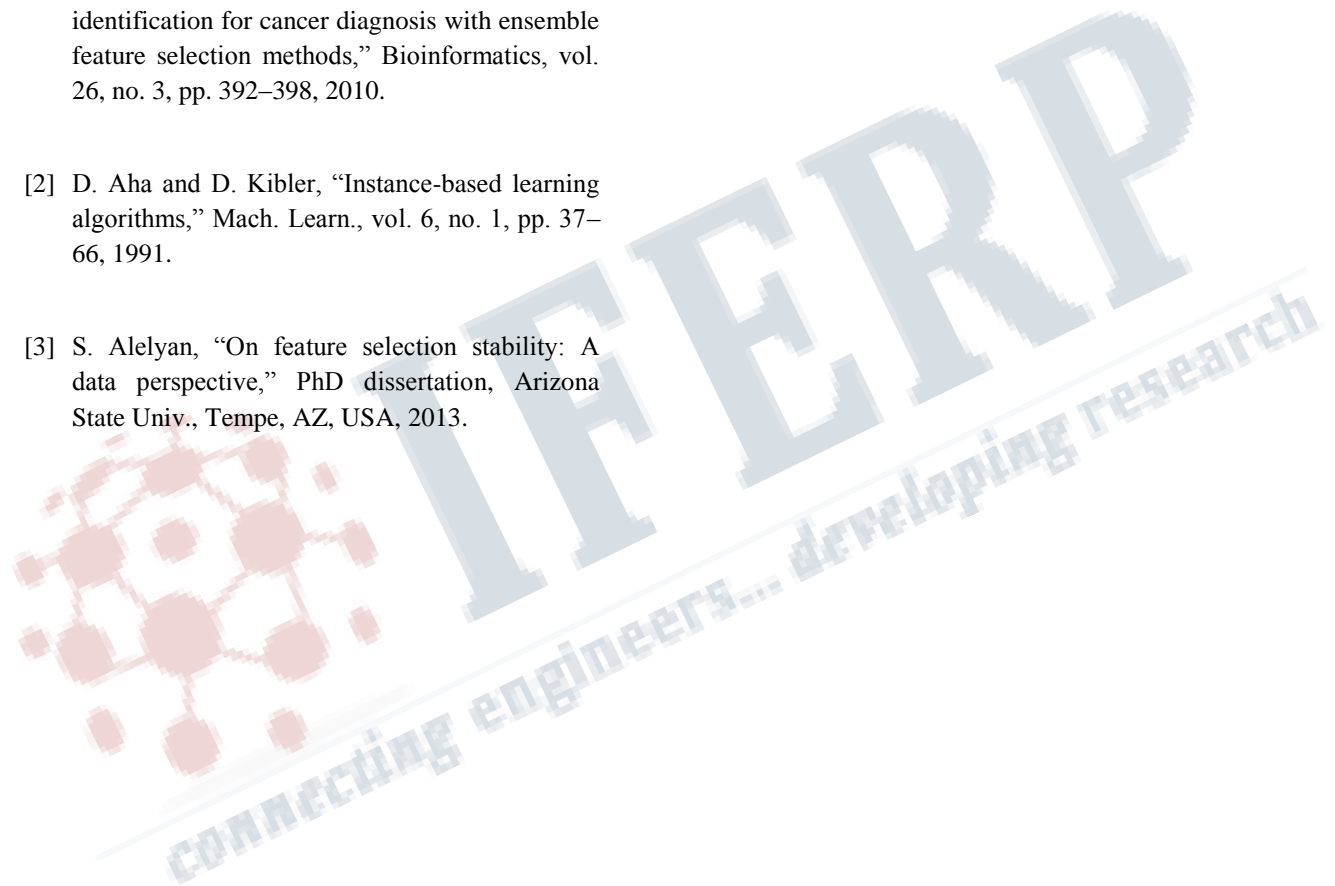 identification for cancer diagnosis with ensemble
feature selection methods,” Bioinformatics, vol.
26, no. 3, pp. 392–398, 2010.
[2] D. Aha and D. Kibler, “Instance-based learning
algorithms,” Mach. Learn., vol. 6, no. 1, pp. 37–
66, 1991.
[3] S. Alelyan, “On feature selection stability: A
data perspective,” PhD dissertation, Arizona
State Univ., Tempe, AZ, USA, 2013.
IFERP
connecting engineers... developing research